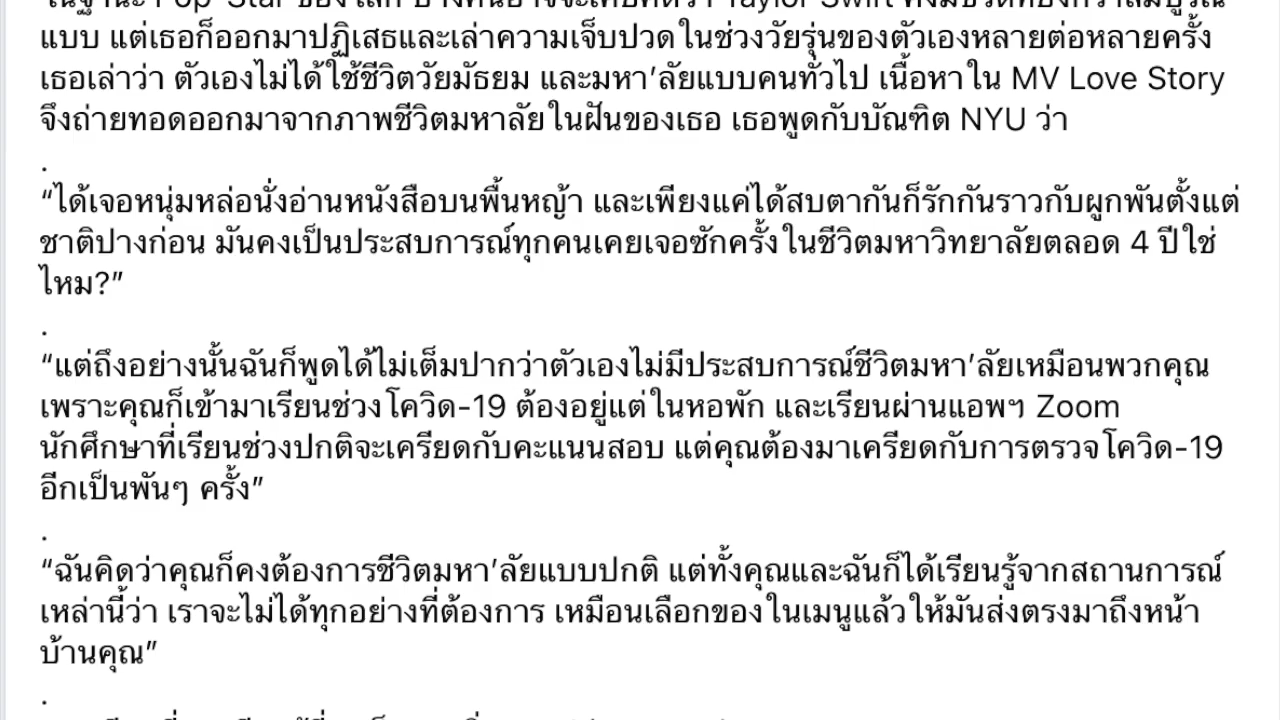 แบบ แต่เธอก็ออกมาปฏิเสธและเล่าความเจ็บปวดในช่วงวัยรุ่นของตัวเองหลายต่อหลายครั้ง
เธอเล่าว่า ตัวเองไม่ได้ใช้ชีวิตวัยมัธยม และมหา’ลัยแบบคนทั่วไป เนื้อหาใน MV Love Story
จึงถ่ายทอดออกมาจากภาพชีวิตมหาลัยในฝันของเธอ เธอพูดกับบัณฑิต NYU ว่า
.
“ได้เจอหนุ่มหล่อนั่งอ่านหนังสือบนพื้นหญ้า และเพียงแค่ได้สบตากันก็รักกันราวกับผูกพันตั้งแต่
ชาติปางก่อน มันคงเป็นประสบการณ์ทุกคนเคยเจอซักครั้งในชีวิตมหาวิทยาลัยตลอด 4 ปีใช่
ไหม?”
.
“แต่ถึงอย่างนั้นฉันก็พูดได้ไม่เต็มปากว่าตัวเองไม่มีประสบการณ์ชีวิตมหา’ลัยเหมือนพวกคุณ
เพราะคุณก็เข้ามาเรียนช่วงโควิด-19 ต้องอยู่แต่ในหอพัก และเรียนผ่านแอพฯ Zoom
นักศึกษาที่เรียนช่วงปกติจะเครียดกับคะแนนสอบ แต่คุณต้องมาเครียดกับการตรวจโควิด-19
อีกเป็นพันๆ ครั้ง”
.
“ฉันคิดว่าคุณก็คงต้องการชีวิตมหา’ลัยแบบปกติ แต่ทั้งคุณและฉันก็ได้เรียนรู้จากสถานการณ์
เหล่านี้ว่า เราจะไม่ได้ทุกอย่างที่ต้องการ เหมือนเลือกของในเมนูแล้วให้มันส่งตรงมาถึงหน้า
บ้านคุณ”
.